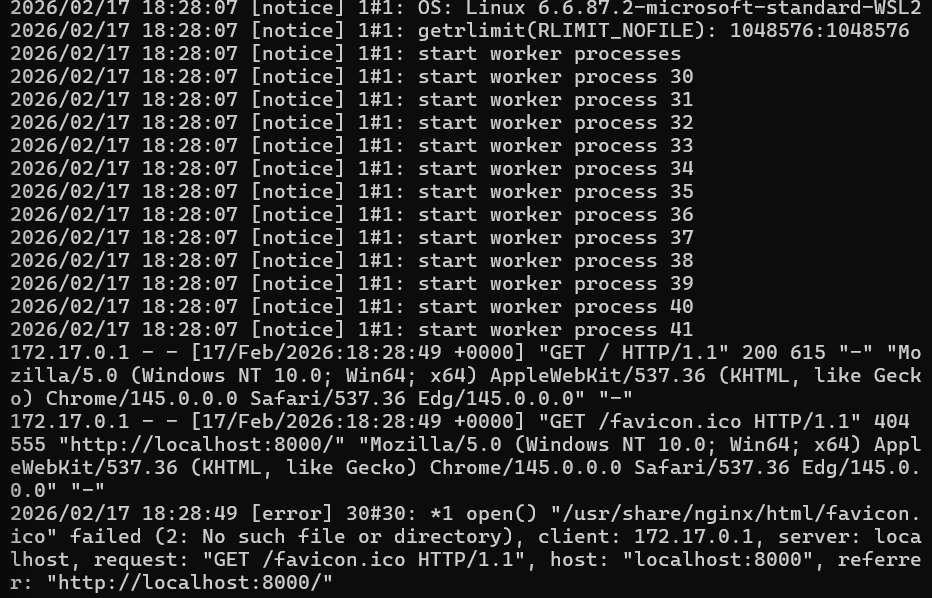 2026/02/17 18:28:07 [notice] 1#1: OS: Linux 6.6.87.2-microsoft-standard-WSL2
2026/02/17 18:28:07 [notice] 1#1: getrlimit(RLIMIT_NOFILE): 1048576:1048576
2026/02/17 18:28:07 [notice] 1#1: start worker processes
2026/02/17 18:28:07 [notice] 1#1: start worker process 30
2026/02/17 18:28:07 [notice] 1#1: start worker process 31
2026/02/17 18:28:07 [notice] 1#1: start worker process 32
2026/02/17 18:28:07 [notice] 1#1: start worker process 33
2026/02/17 18:28:07 [notice] 1#1: start worker process 34
2026/02/17 18:28:07 [notice] 1#1: start worker process 35
2026/02/17 18:28:07 [notice] 1#1: start worker process 36
2026/02/17 18:28:07 [notice] 1#1: start worker process 37
2026/02/17 18:28:07 [notice] 1#1: start worker process 38
2026/02/17 18:28:07 [notice] 1#1: start worker process 39
2026/02/17 18:28:07 [notice] 1#1: start worker process 40
2026/02/17 18:28:07 [notice] 1#1: start worker process 41
172.17.0.1 - - [17/Feb/2026:18:28:49 +0000] "GET / HTTP/1.1" 200 615 "-" "Mo
zilla/5.0 (Windows NT 10.0; Win64; x64) AppleWebKit/537.36 (KHTML, like Geck
o) Chrome/145.0.0.0 Safari/537.36 Edg/145.0.0.0" "-"
172.17.0.1 - - [17/Feb/2026:18:28:49 +0000] "GET /favicon.ico HTTP/1.1" 404
555 "http://localhost:8000/" "Mozilla/5.0 (Windows NT 10.0; Win64; x64) Appl
eWebKit/537.36 (KHTML, like Gecko) Chrome/145.0.0.0 Safari/537.36 Edg/145.0.
0.0" "-"
2026/02/17 18:28:49 [error] 30#30: *1 open() "/usr/share/nginx/html/favicon.
ico" failed (2: No such file or directory), client: 172.17.0.1, server: loca
lhost, request: "GET /favicon.ico HTTP/1.1", host: "localhost:8000", referre
r: "http://localhost:8000/"